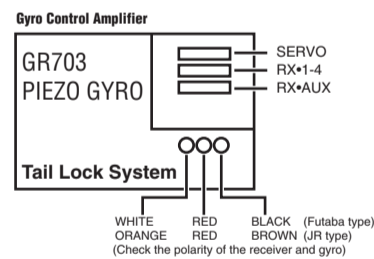 Gyro Control Amplifier
GR703
PIEZO GYRO
SERVO
RX•1-4
RX•AUX
Tail Lock System
WHITE RED BLACK (Futaba type)
ORANGE RED BROWN (JR type)
(Check the polarity of the receiver and gyro)